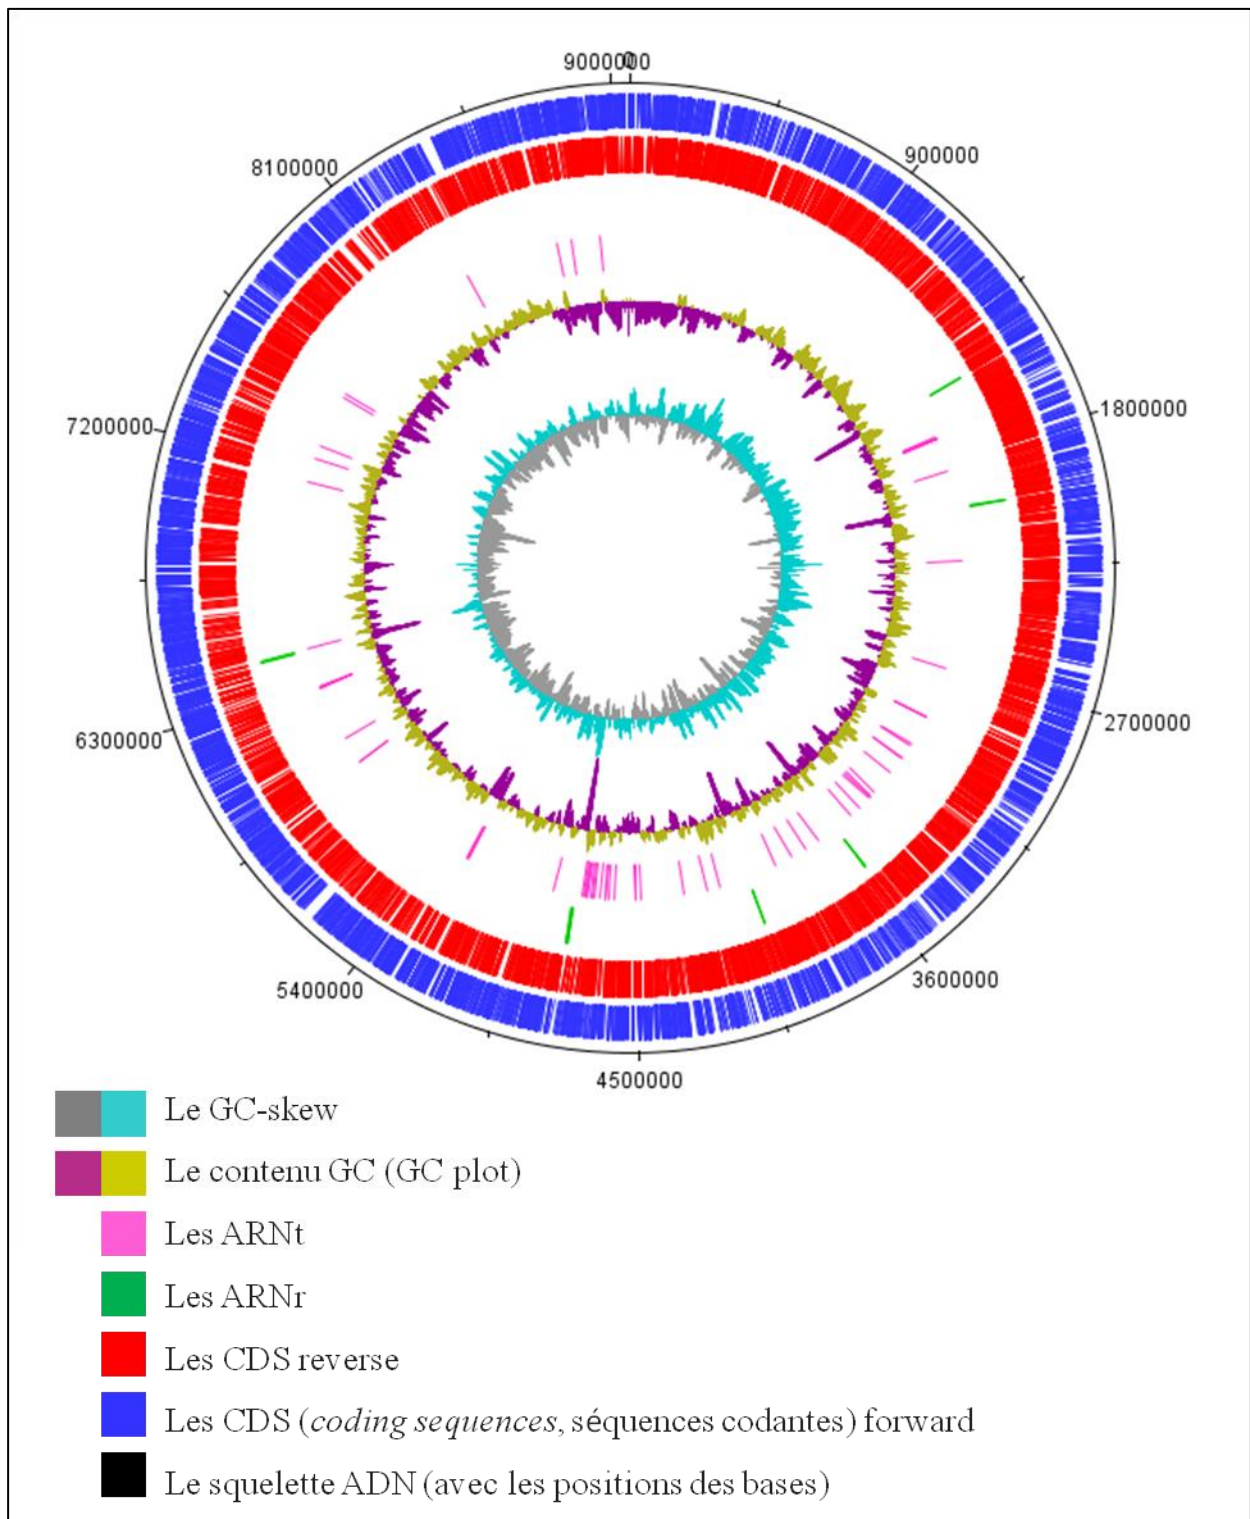 9000000
0
900000
8100000
1800000
7200000
2700000
6300000
3600000
5400000
4500000
Le GC-skew
Le contenu GC (GC plot)
Les ARNt
Les ARNr
Les CDS reverse
Les CDS (coding sequences, séquences codantes) forward
Le squelette ADN (avec les positions des bases)